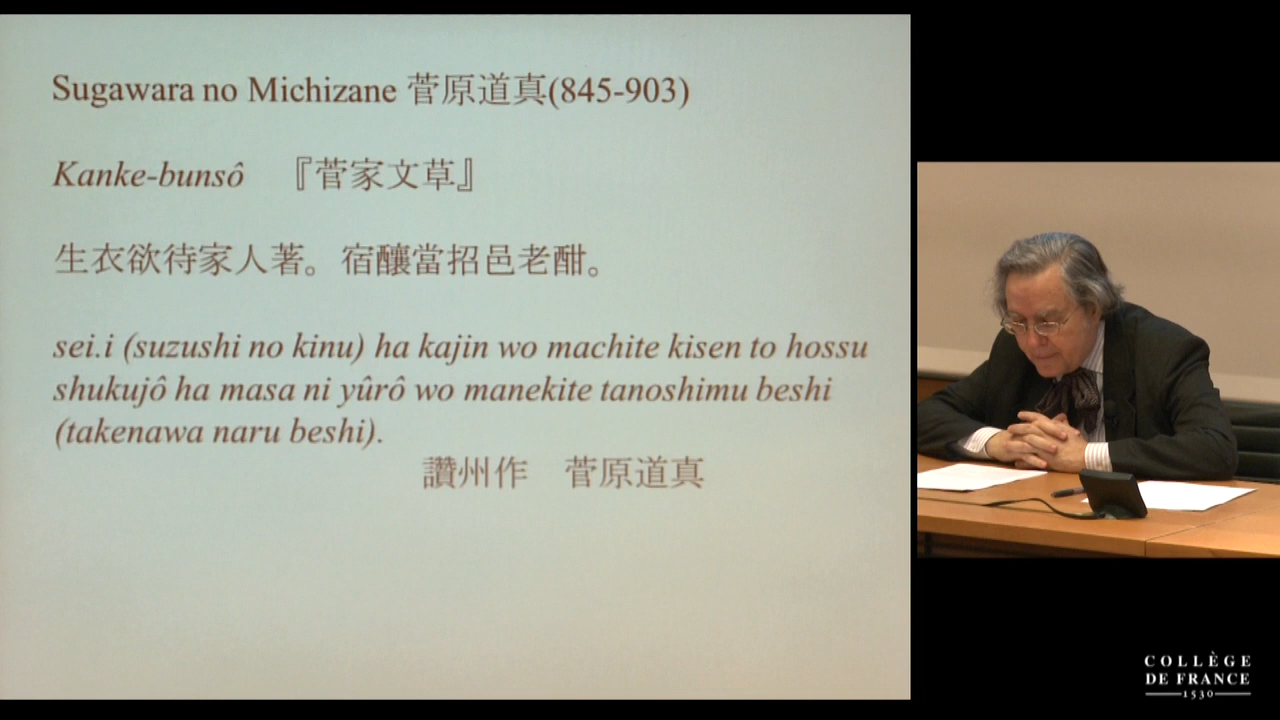 Sugawara no Michizane 菅原道真(845-903)
Kanke-bunsô 『菅家文草』
生衣欲待家人著。宿釀當招邑老酣。
sei.i (suzushi no kinu) ha kajin wo machite kisen to hossu
shukujô ha masa ni yûrô wo manekite tanoshimu beshi
(takenawa naru beshi).
讚州作 菅原道真
COLLÈGE
DE FRANCE
1530